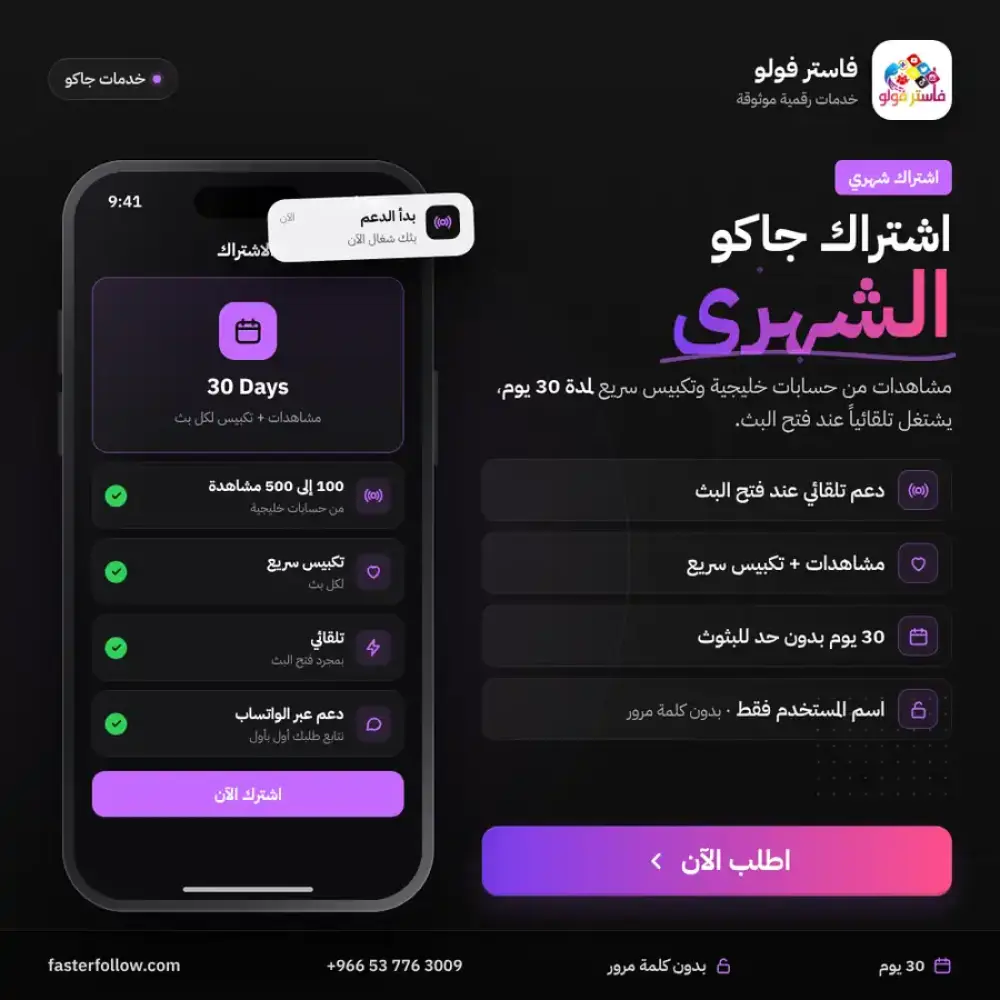 فاستر فولو
فاستر فولو
خدمات رقمية موثوقة
خدمات جاكو
اشتراك شهري
اشتراك جاكو
الشهري
مشاهدات من حسابات خليجية وتكبيس سريع لمدة 30 يوم،
يشتغل تلقائياً عند فتح البث.
دعم تلقائي عند فتح البث
مشاهدات + تكبيس سريع
30 يوم بدون حد للبثوث
اسم المستخدم فقط · بدون كلمة مرور
اطلب الآن
9:41
بدأ الدعم
الآن
بثك شغال الآن
الاشتراك
30 Days
مشاهدات + تكبيس لكل بث
100 إلى 500 مشاهدة
من حسابات خليجية
تكبيس سريع
لكل بث
تلقائي
بمجرد فتح البث
دعم عبر الواتساب
نتابع طلبك أول بأول
اشترك الآن
30 يوم
بدون كلمة مرور
+966 53 776 3009
fasterfollow.com